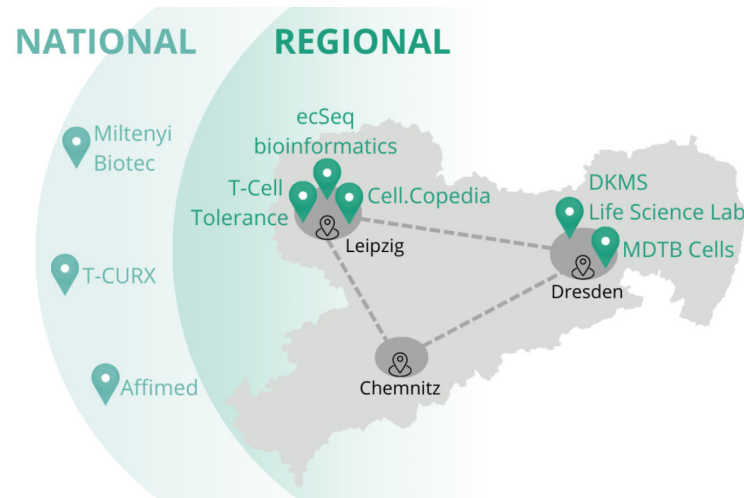 NATIONAL
REGIONAL
Miltenyi
Biotec
T-CURX
Affimed
ecSeq
bioinformatics
T-Cell
Tolerance
Cell.Copedia
Leipzig
DKMS
Life Science Lab
MDTB Cells
Dresden
Chemnitz